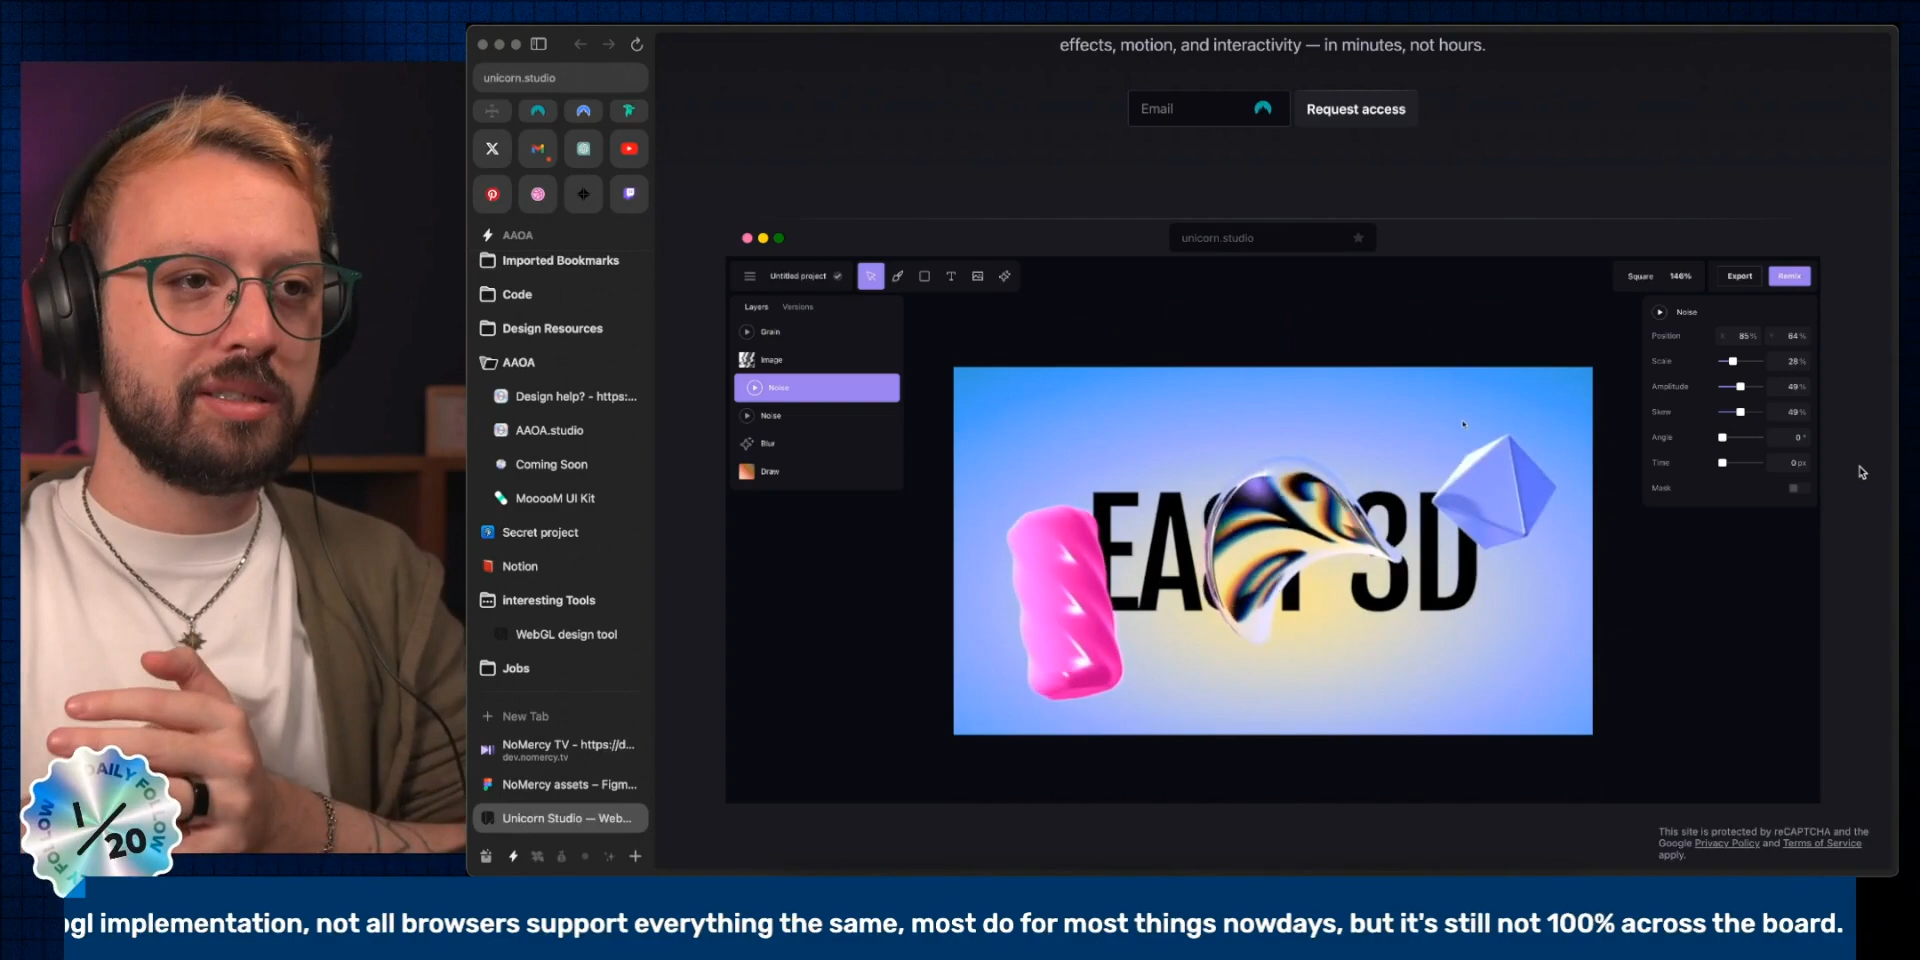 effects, motion, and interactivity — in minutes, not hours.
Email
Request access
unicorn.studio
AAOA
Imported Bookmarks
Code
Design Resources
AAOA
Design help? - https:...
AAOA.studio
Coming Soon
MooooM UI Kit
Secret project
Notion
interesting Tools
WebGL design tool
Jobs
New Tab
NoMercy TV - https://d...
dev.nomercy.tv
NoMercy assets – Figm...
Unicorn Studio — Web...
unicorn.studio
Untitled project
Square 146%
Export
Remix
Layers Versions
Grain
Image
Noise
Noise
Blur
Draw
Noise
Position X 85% Y 64%
Scale 28%
Amplitude 49%
Skew 49%
Angle 0°
Time 0px
Mask
3D
This site is protected by reCAPTCHA and the
Google Privacy Policy and Terms of Service
apply.
DAILY FOLLOW
1/20
implementation, not all browsers support everything the same, most do for most things nowdays, but it's still not 100% across the board.